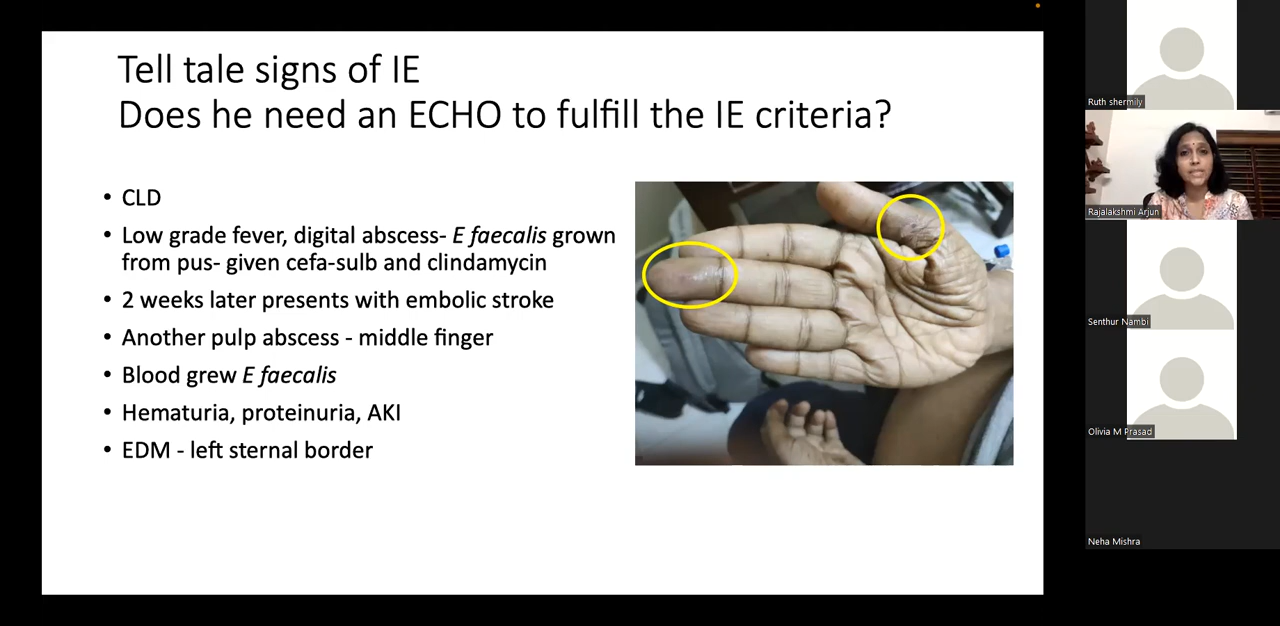 Tell tale signs of IE
Does he need an ECHO to fulfill the IE criteria?
• CLD
• Low grade fever, digital abscess- E faecalis grown
from pus- given cefa-sulb and clindamycin
• 2 weeks later presents with embolic stroke
• Another pulp abscess - middle finger
• Blood grew E faecalis
• Hematuria, proteinuria, AKI
• EDM - left sternal border
Ruth shermily
Rajalakshmi Arjun
Senthur Nambi
Olivia M Prasad
Neha Mishra